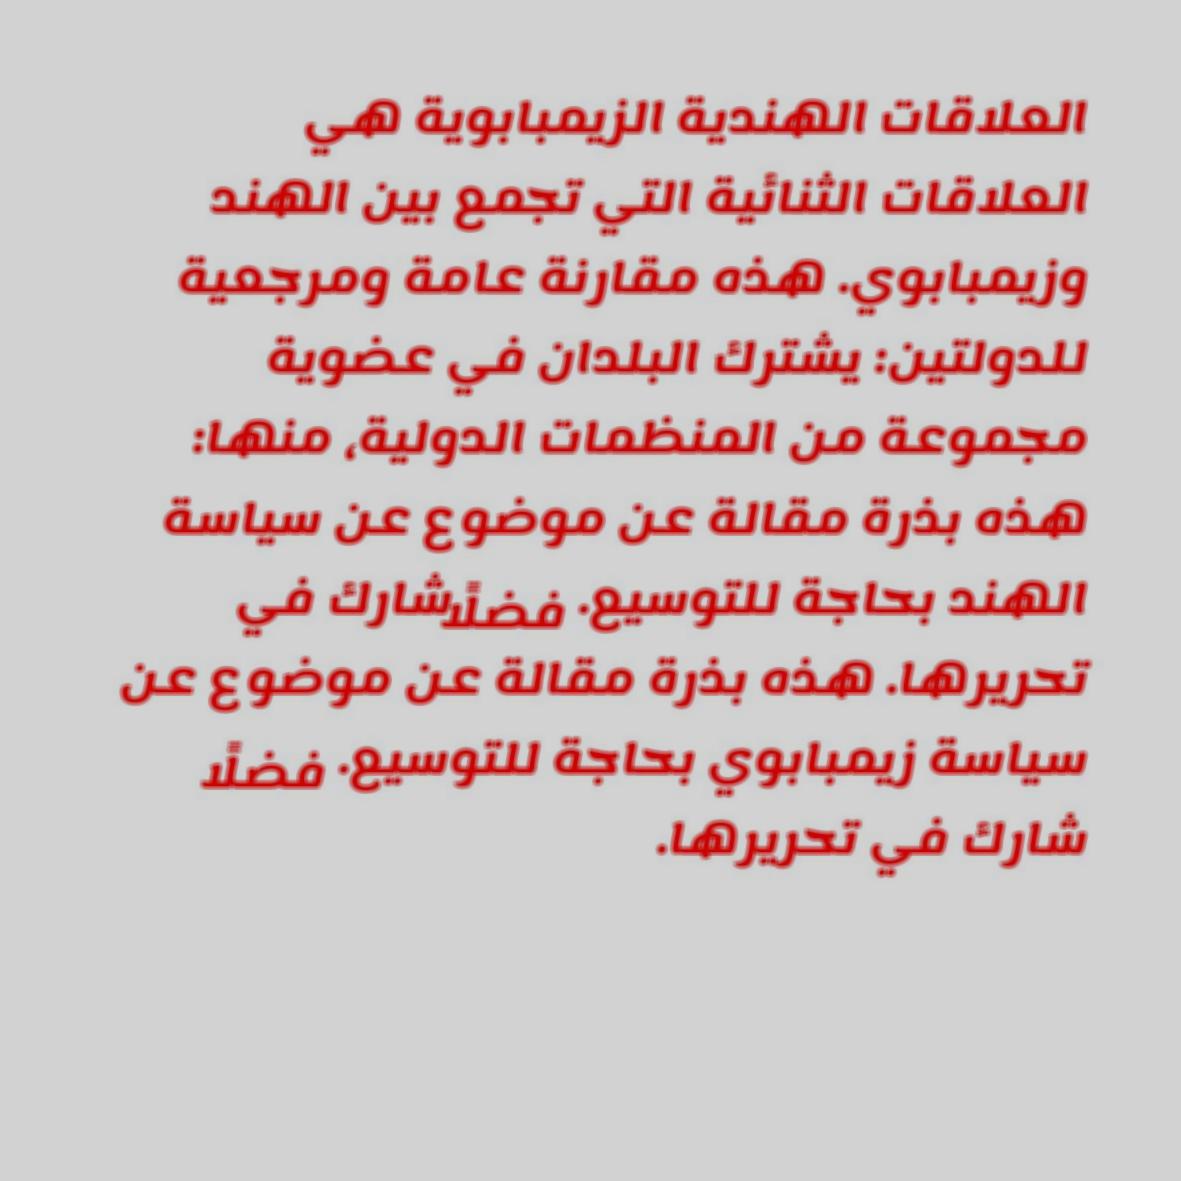 العلاقات الهندية الزيمبابوية هي
العلاقات الثنائية التي تجمع بين الهند
وزيمبابوي. هذه مقارنة عامة ومرجعية
للدولتين: يشترك البلدان في عضوية
مجموعة من المنظمات الدولية، منها:
هذه بذرة مقالة عن موضوع عن سياسة
الهند بحاجة للتوسيع. فضلًا شارك في
تحريرها. هذه بذرة مقالة عن موضوع عن
سياسة زيمبابوي بحاجة للتوسيع. فضلًا
شارك في تحريرها.